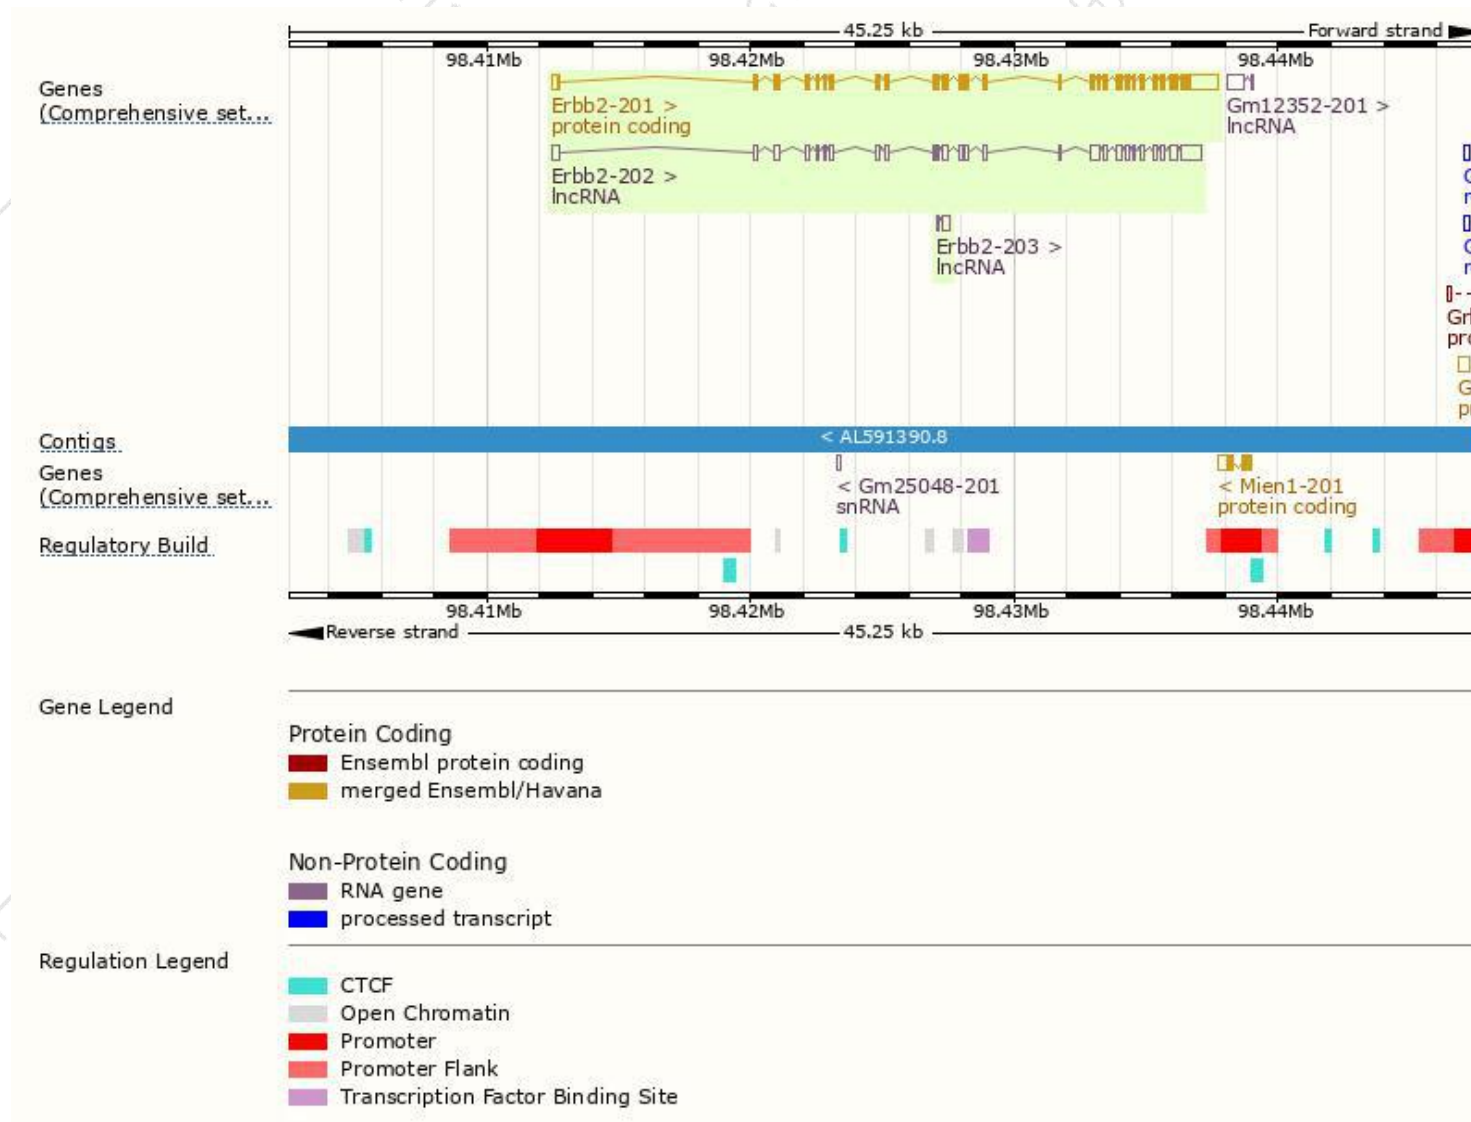 45.25 kb
Forward strand
98.41Mb 98.42Mb 98.43Mb 98.44Mb
Genes
(Comprehensive set...
Erbb2-201 >
protein coding
Gm12352-201 >
lncRNA
Erbb2-202 >
lncRNA
Erbb2-203 >
lncRNA
Contigs
< AL591390.8
Genes
(Comprehensive set...
< Gm25048-201
snRNA
< Mien1-201
protein coding
Regulatory Build
98.41Mb 98.42Mb 98.43Mb 98.44Mb
Reverse strand
45.25 kb
Gene Legend
Protein Coding
Ensembl protein coding
merged Ensembl/Havana
Non-Protein Coding
RNA gene
processed transcript
Regulation Legend
CTCF
Open Chromatin
Promoter
Promoter Flank
Transcription Factor Binding Site